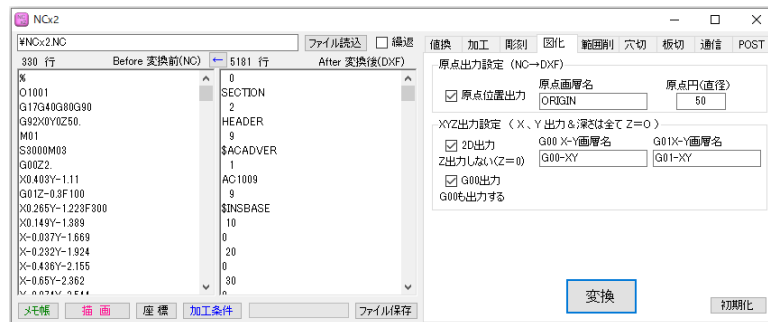 NCx2
¥NCx2.NC
ファイル読込
繰返
330 行
Before 変換前(NC)
←
5181 行
After 変換後(DXF)
%
O1001
G17G40G80G90
G92X0Y0Z50.
M01
S3000M03
G00Z2.
X0.403Y-1.11
G01Z-0.3F100
X0.265Y-1.223F300
X0.149Y-1.389
X-0.037Y-1.669
X-0.232Y-1.924
X-0.436Y-2.155
X-0.65Y-2.362
0
SECTION
2
HEADER
9
$ACADVER
1
AC1009
9
$INSBASE
10
0
20
0
30
メモ帳
描 画
座 標
加工条件
ファイル保存
値換 加工 彫刻 図化 範囲削 穴切 板切 通信 POST
原点出力設定 (NC→DXF)
原点位置出力
原点画層名
ORIGIN
原点円(直径)
50
XYZ出力設定 (X、Y出力&深さは全てZ=0)
2D出力
Z出力しない(Z=0)
G00 X-Y画層名
G00-XY
G01X-Y画層名
G01-XY
G00出力
G00も出力する
変換
初期化